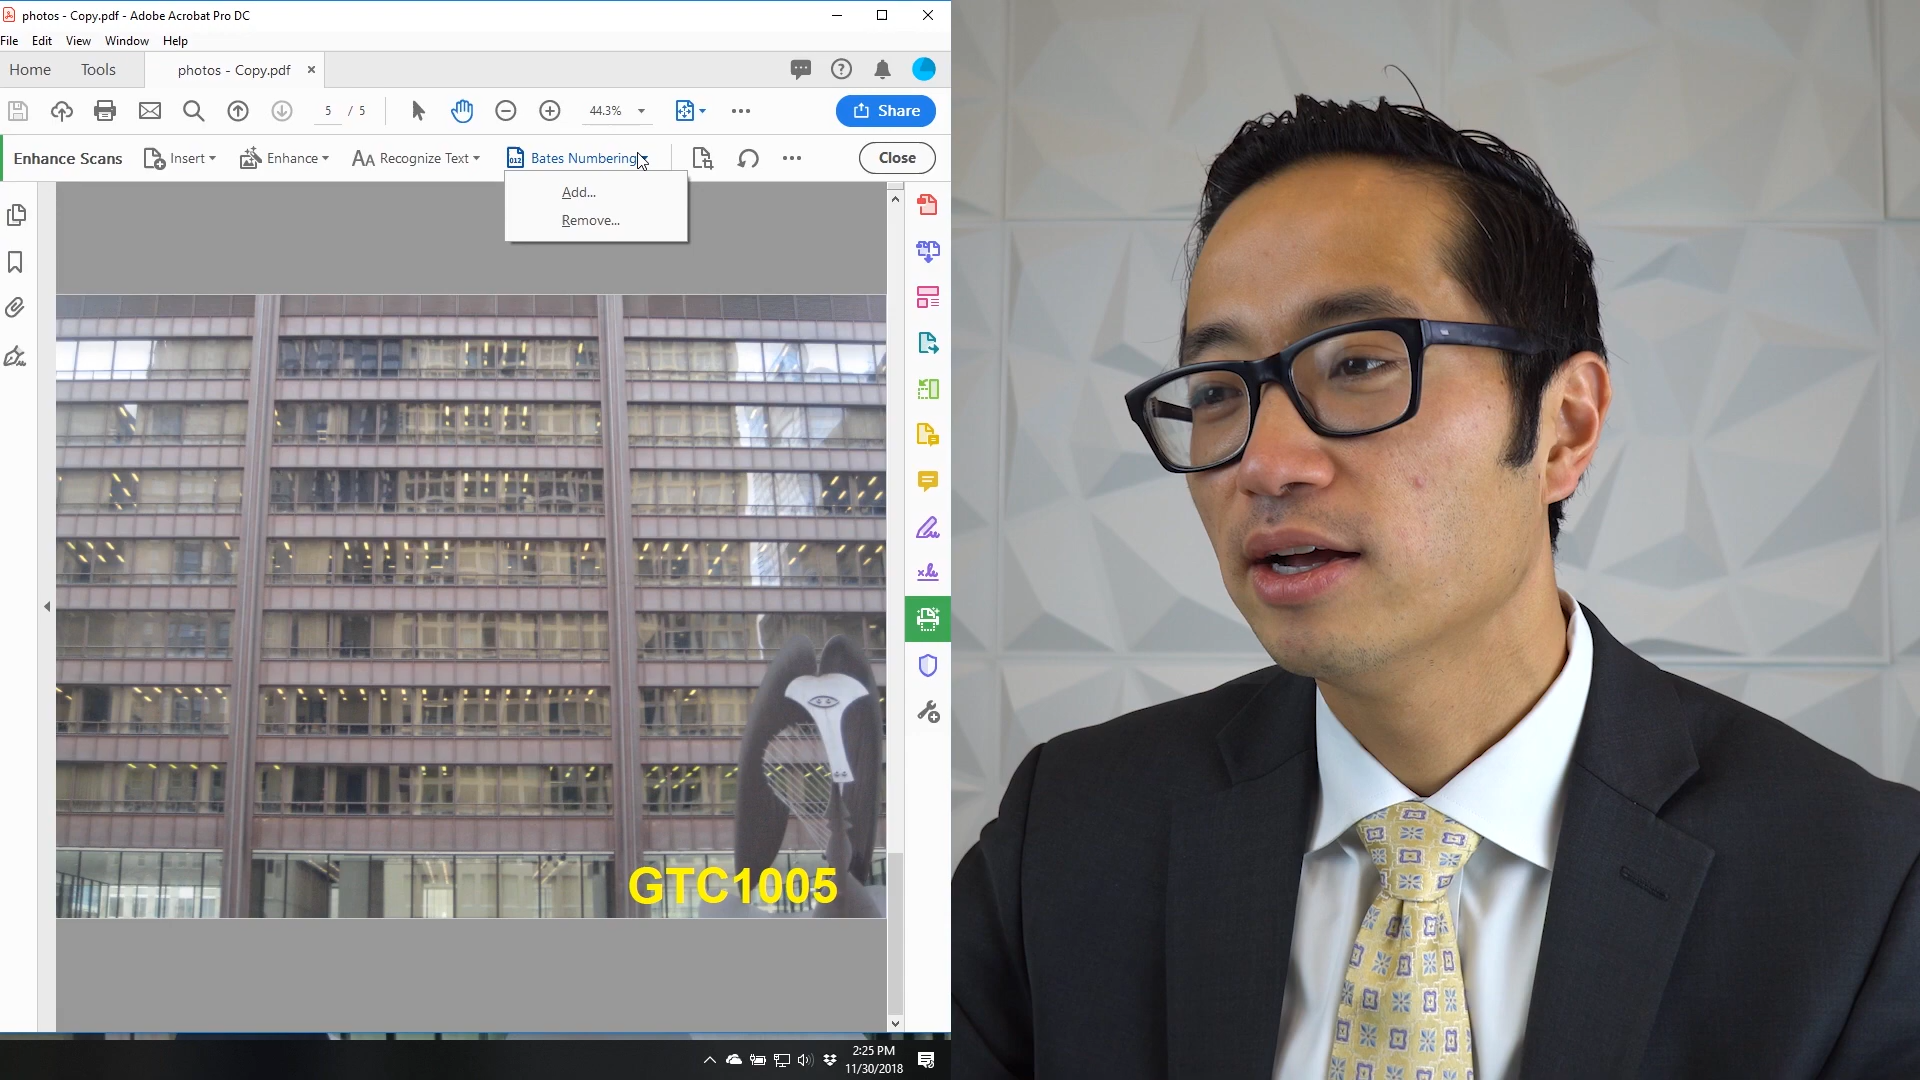 photos - Copy.pdf - Adobe Acrobat Pro DC
File Edit View Window Help
Home Tools photos - Copy.pdf
5 / 5 44.3% Share
Enhance Scans Insert Enhance Recognize Text Bates Numbering Close
Add...
Remove...
GTC1005
2:25 PM
11/30/2018